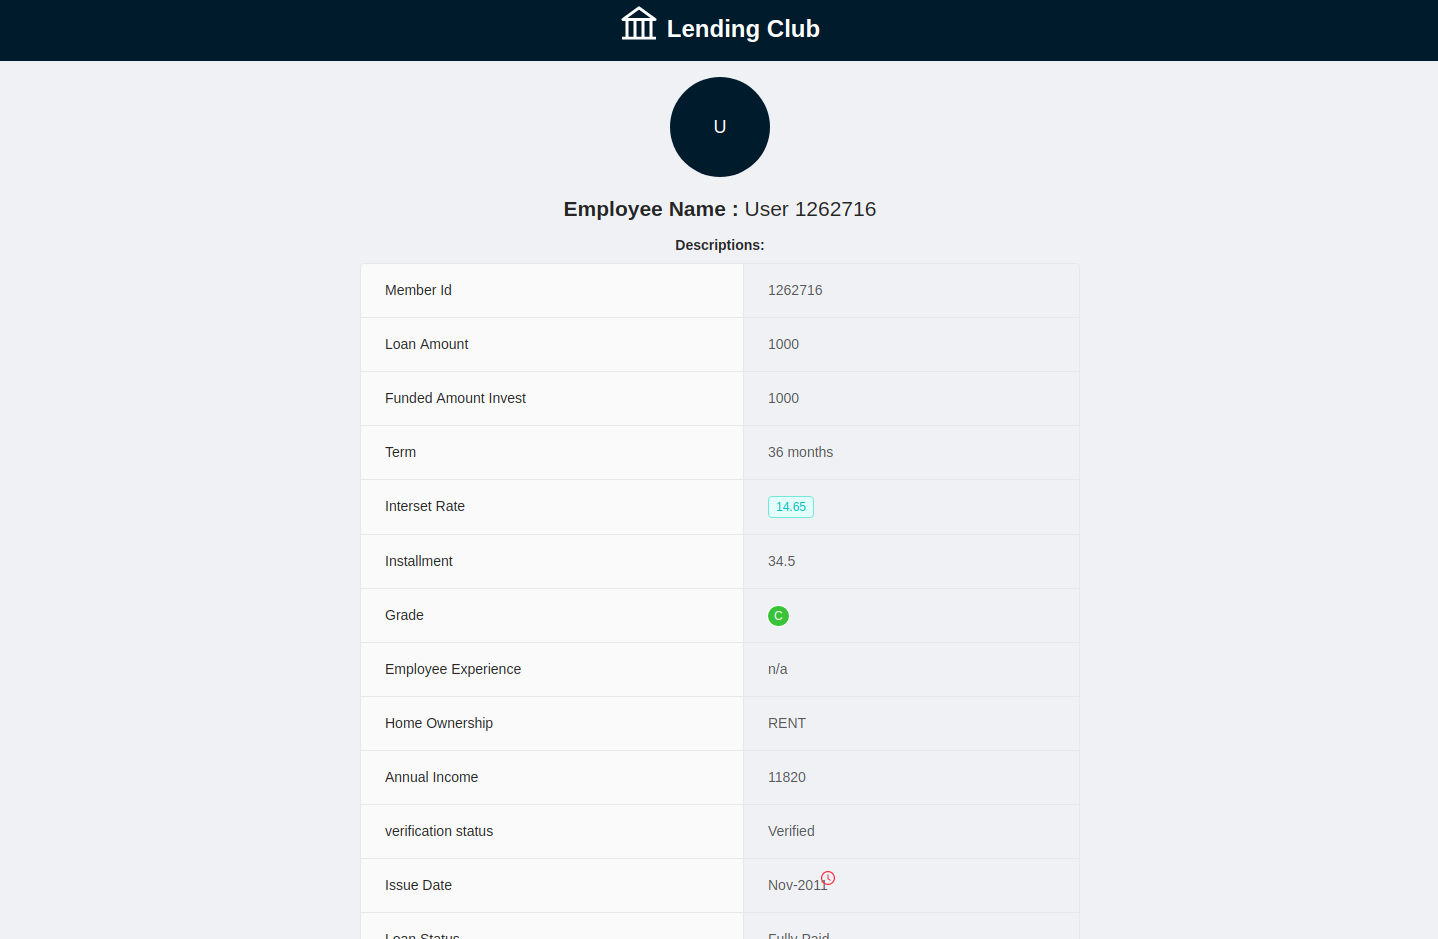 Lending Club
U
Employee Name : User 1262716
Descriptions:
Member Id 1262716
Loan Amount 1000
Funded Amount Invest 1000
Term 36 months
Interset Rate 14.65
Installment 34.5
Grade C
Employee Experience n/a
Home Ownership RENT
Annual Income 11820
verification status Verified
Issue Date Nov-2011
Loan Status Fully Paid